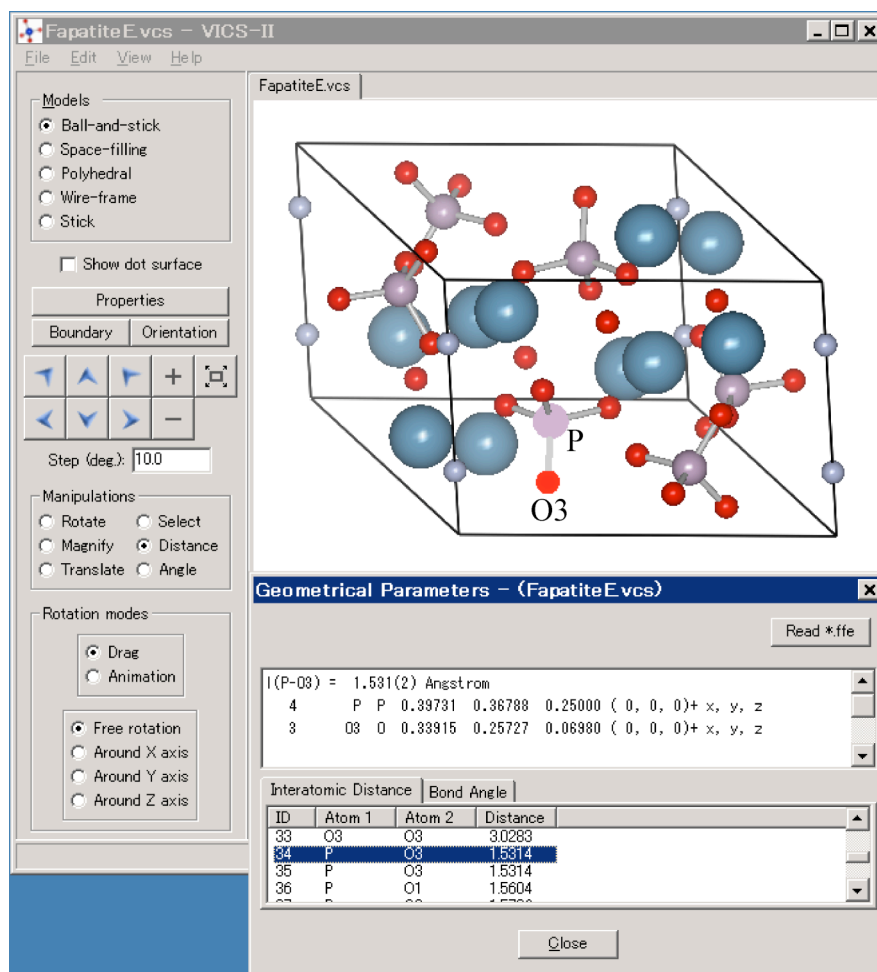 FapatiteE.vcs - VICS-II
File Edit View Help
FapatiteE.vcs
Models
Ball-and-stick
Space-filling
Polyhedral
Wire-frame
Stick
Show dot surface
Properties
Boundary Orientation
Step (deg.): 10.0
Manipulations
Rotate Select
Magnify Distance
Translate Angle
Rotation modes
Drag
Animation
Free rotation
Around X axis
Around Y axis
Around Z axis
P
O3
Geometrical Parameters - (FapatiteE.vcs)
Read *.ffe
l(P-O3) = 1.531(2) Angstrom
4 P P 0.39731 0.36788 0.25000 ( 0, 0, 0)+ x, y, z
3 O3 O 0.33915 0.25727 0.06980 ( 0, 0, 0)+ x, y, z
Interatomic Distance Bond Angle
ID Atom 1 Atom 2 Distance
33 O3 O3 3.0283
34 P O3 1.5314
35 P O3 1.5314
36 P O1 1.5604
Close